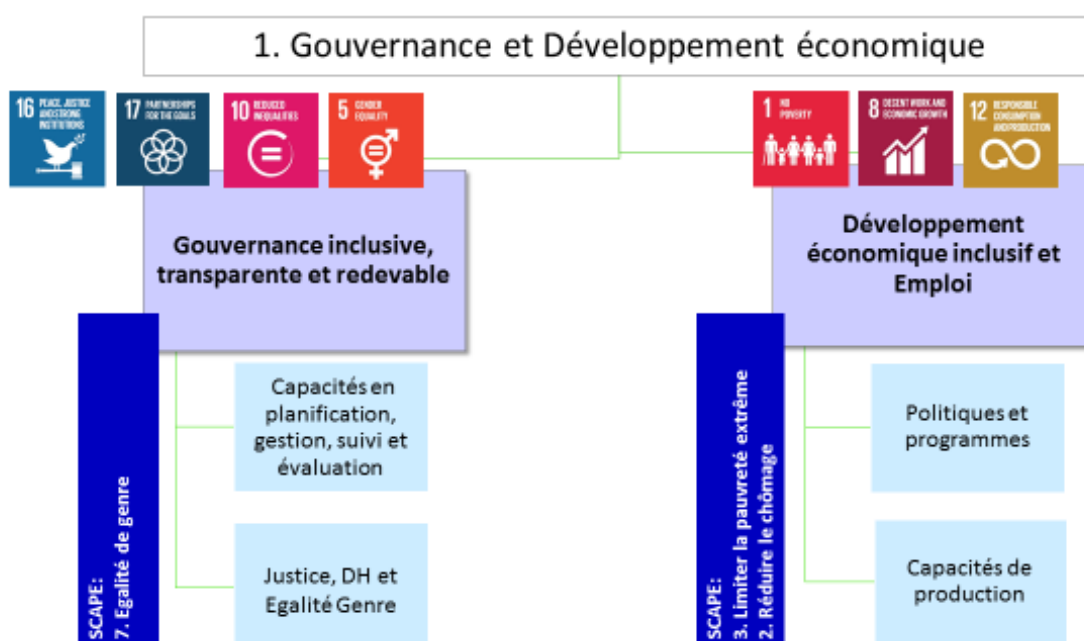 1. Gouvernance et Développement économique
16 PEACE, JUSTICE
AND STRONG
INSTITUTIONS
17 PARTNERSHIPS
FOR THE GOALS
10 REDUCED
INEQUALITIES
5 GENDER
EQUALITY
1 NO
POVERTY
8 DECENT WORK AND
ECONOMIC GROWTH
12 RESPONSIBLE
CONSUMPTION
AND PRODUCTION
Gouvernance inclusive,
transparente et redevable
SCAPE:
7. Egalité de genre
Capacités en
planification,
gestion, suivi et
évaluation
Justice, DH et
Egalité Genre
Développement
économique inclusif et
Emploi
SCAPE:
3. Limiter la pauvreté extrême
2. Réduire le chômage
Politiques et
programmes
Capacités de
production